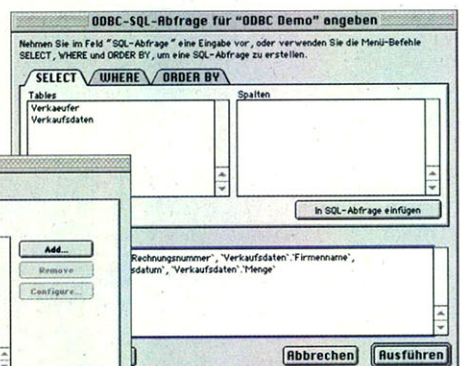 ODBC-SQL-Abfrage für "ODBC Demo" angeben
Nehmen Sie im Feld "SQL-Abfrage" eine Eingabe vor, oder verwenden Sie die Menü-Befehle
SELECT, WHERE und ORDER BY, um eine SQL-Abfrage zu erstellen.
SELECT WHERE ORDER BY
Tables Spalten
Verkaeufer
Verkaufsdaten
In SQL-Abfrage einfügen
Add...
Remove
Configure...
Rechnungsnummer`, `Verkaufsdaten`.`Firmenname`,
sdatum`, `Verkaufsdaten`.`Menge`
Abbrechen Ausführen